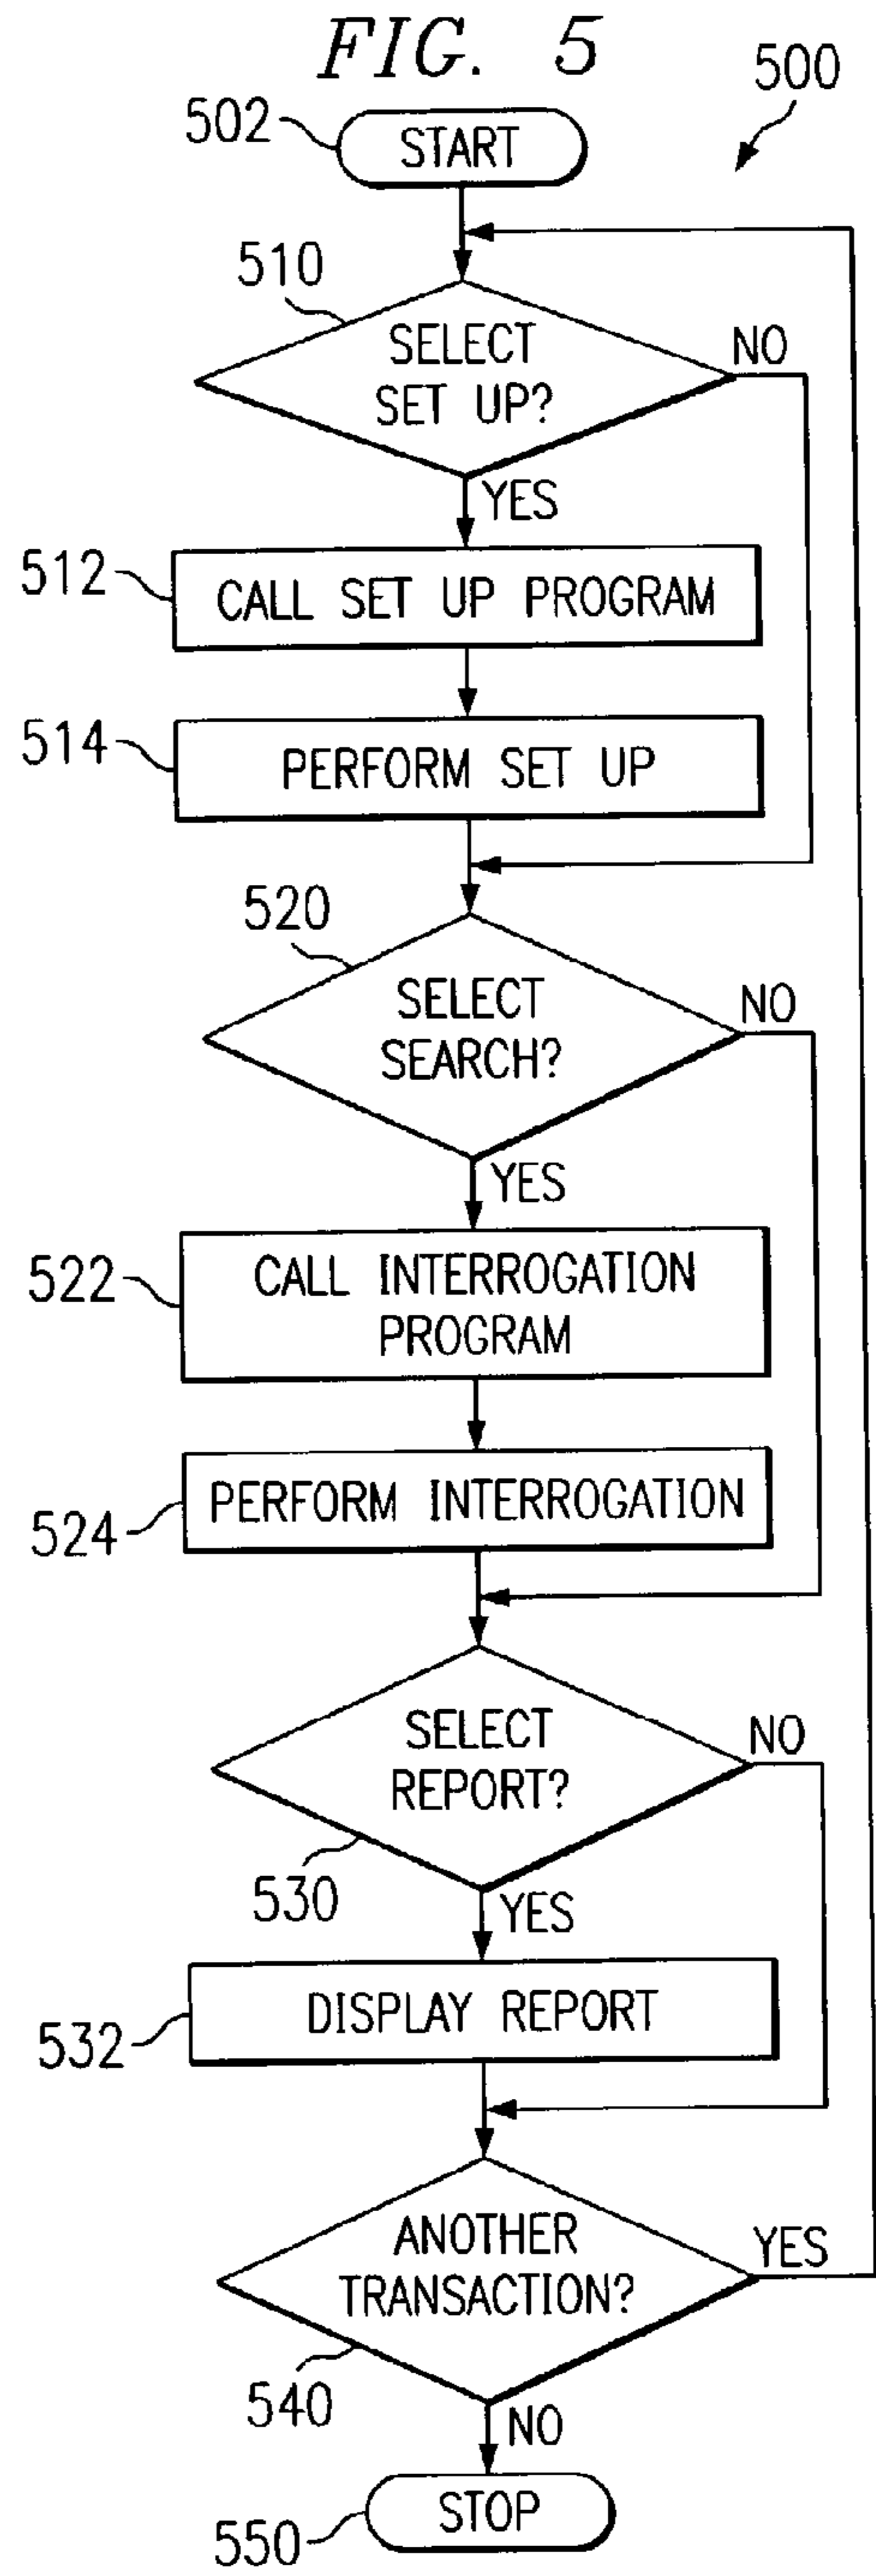 FIG. 5
500
502
START
510
SELECT
SET UP?
NO
YES
512
CALL SET UP PROGRAM
514
PERFORM SET UP
520
SELECT
SEARCH?
NO
YES
522
CALL INTERROGATION
PROGRAM
524
PERFORM INTERROGATION
SELECT
REPORT?
NO
530
YES
532
DISPLAY REPORT
ANOTHER
TRANSACTION?
YES
540
NO
550
STOP